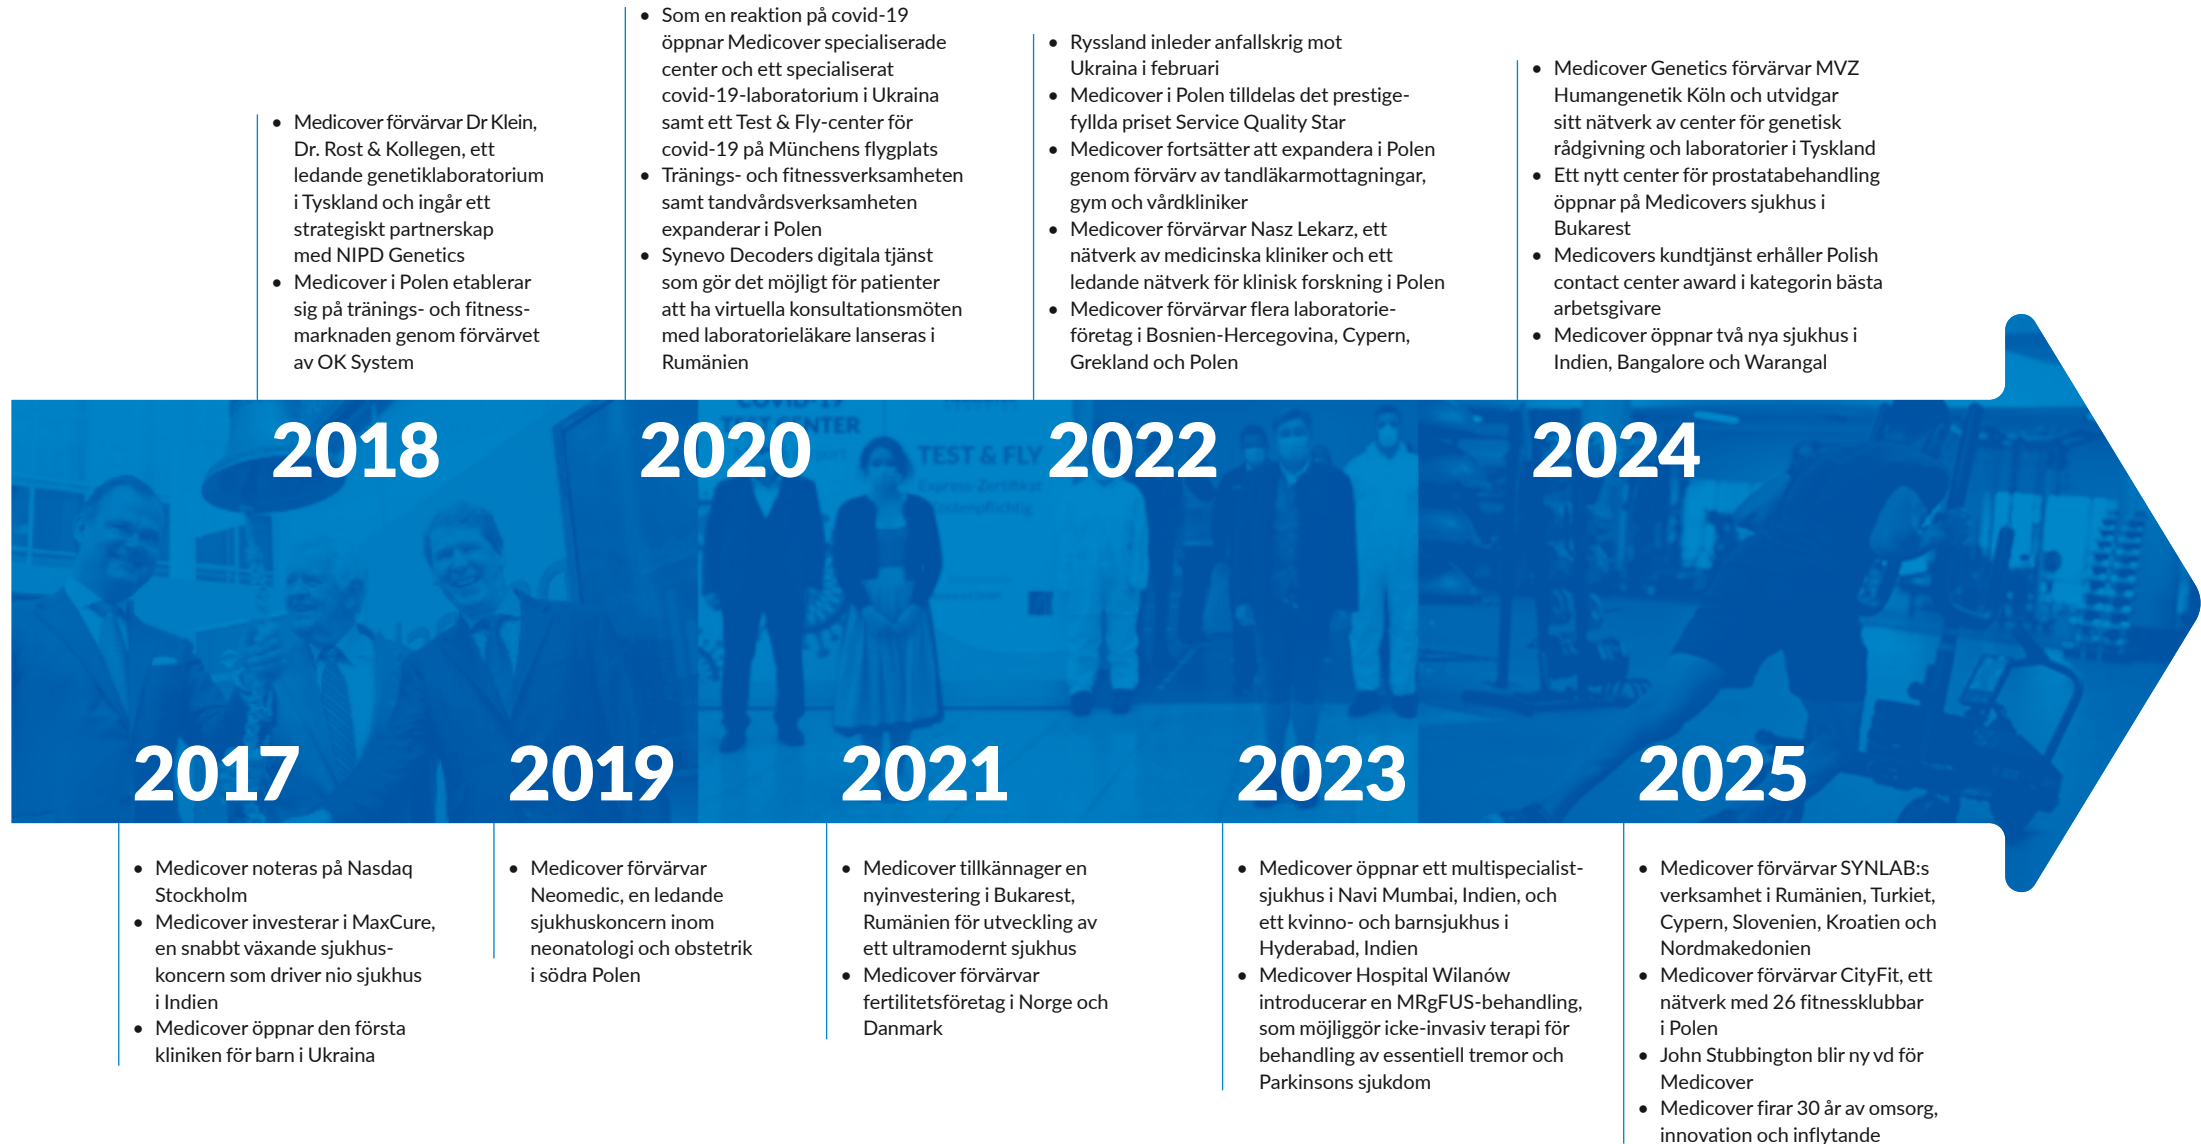 • Medicover förvärvar Dr Klein,
Dr. Rost & Kollegen, ett
ledande genetiklaboratorium
i Tyskland och ingår ett
strategiskt partnerskap
med NIPD Genetics
• Medicover i Polen etablerar
sig på tränings- och fitness-
marknaden genom förvärvet
av OK System
• Som en reaktion på covid-19
öppnar Medicover specialiserade
center och ett specialiserat
covid-19-laboratorium i Ukraina
samt ett Test & Fly-center för
covid-19 på Münchens flygplats
• Tränings- och fitnessverksamheten
samt tandvårdsverksamheten
expanderar i Polen
• Synevo Decoders digitala tjänst
som gör det möjligt för patienter
att ha virtuella konsultationsmöten
med laboratorieläkare lanseras i
Rumänien
• Ryssland inleder anfallskrig mot
Ukraina i februari
• Medicover i Polen tilldelas det prestige-
fyllda priset Service Quality Star
• Medicover fortsätter att expandera i Polen
genom förvärv av tandläkarmottagningar,
gym och vårdkliniker
• Medicover förvärvar Nasz Lekarz, ett
nätverk av medicinska kliniker och ett
ledande nätverk för klinisk forskning i Polen
• Medicover förvärvar flera laboratorie-
företag i Bosnien-Hercegovina, Cypern,
Grekland och Polen
• Medicover Genetics förvärvar MVZ
Humangenetik Köln och utvidgar
sitt nätverk av center för genetisk
rådgivning och laboratorier i Tyskland
• Ett nytt center för prostatabehandling
öppnar på Medicovers sjukhus i
Bukarest
• Medicovers kundtjänst erhåller Polish
contact center award i kategorin bästa
arbetsgivare
• Medicover öppnar två nya sjukhus i
Indien, Bangalore och Warangal
2018
2020
2022
2024
COVID-19
TEST CENTER
TEST & FLY
Express-Zertifikat
Kostenpflichtig
2017
2019
2021
2023
2025
• Medicover noteras på Nasdaq
Stockholm
• Medicover investerar i MaxCure,
en snabbt växande sjukhus-
koncern som driver nio sjukhus
i Indien
• Medicover öppnar den första
kliniken för barn i Ukraina
• Medicover förvärvar
Neomedic, en ledande
sjukhuskoncern inom
neonatologi och obstetrik
i södra Polen
• Medicover tillkännager en
nyinvestering i Bukarest,
Rumänien för utveckling av
ett ultramodernt sjukhus
• Medicover förvärvar
fertilitetsföretag i Norge och
Danmark
• Medicover öppnar ett multispecialist-
sjukhus i Navi Mumbai, Indien, och
ett kvinno- och barnsjukhus i
Hyderabad, Indien
• Medicover Hospital Wilanów
introducerar en MRgFUS-behandling,
som möjliggör icke-invasiv terapi för
behandling av essentiell tremor och
Parkinsons sjukdom
• Medicover förvärvar SYNLAB:s
verksamhet i Rumänien, Turkiet,
Cypern, Slovenien, Kroatien och
Nordmakedonien
• Medicover förvärvar CityFit, ett
nätverk med 26 fitnessklubbar
i Polen
• John Stubbington blir ny vd för
Medicover
• Medicover firar 30 år av omsorg,
innovation och inflytande